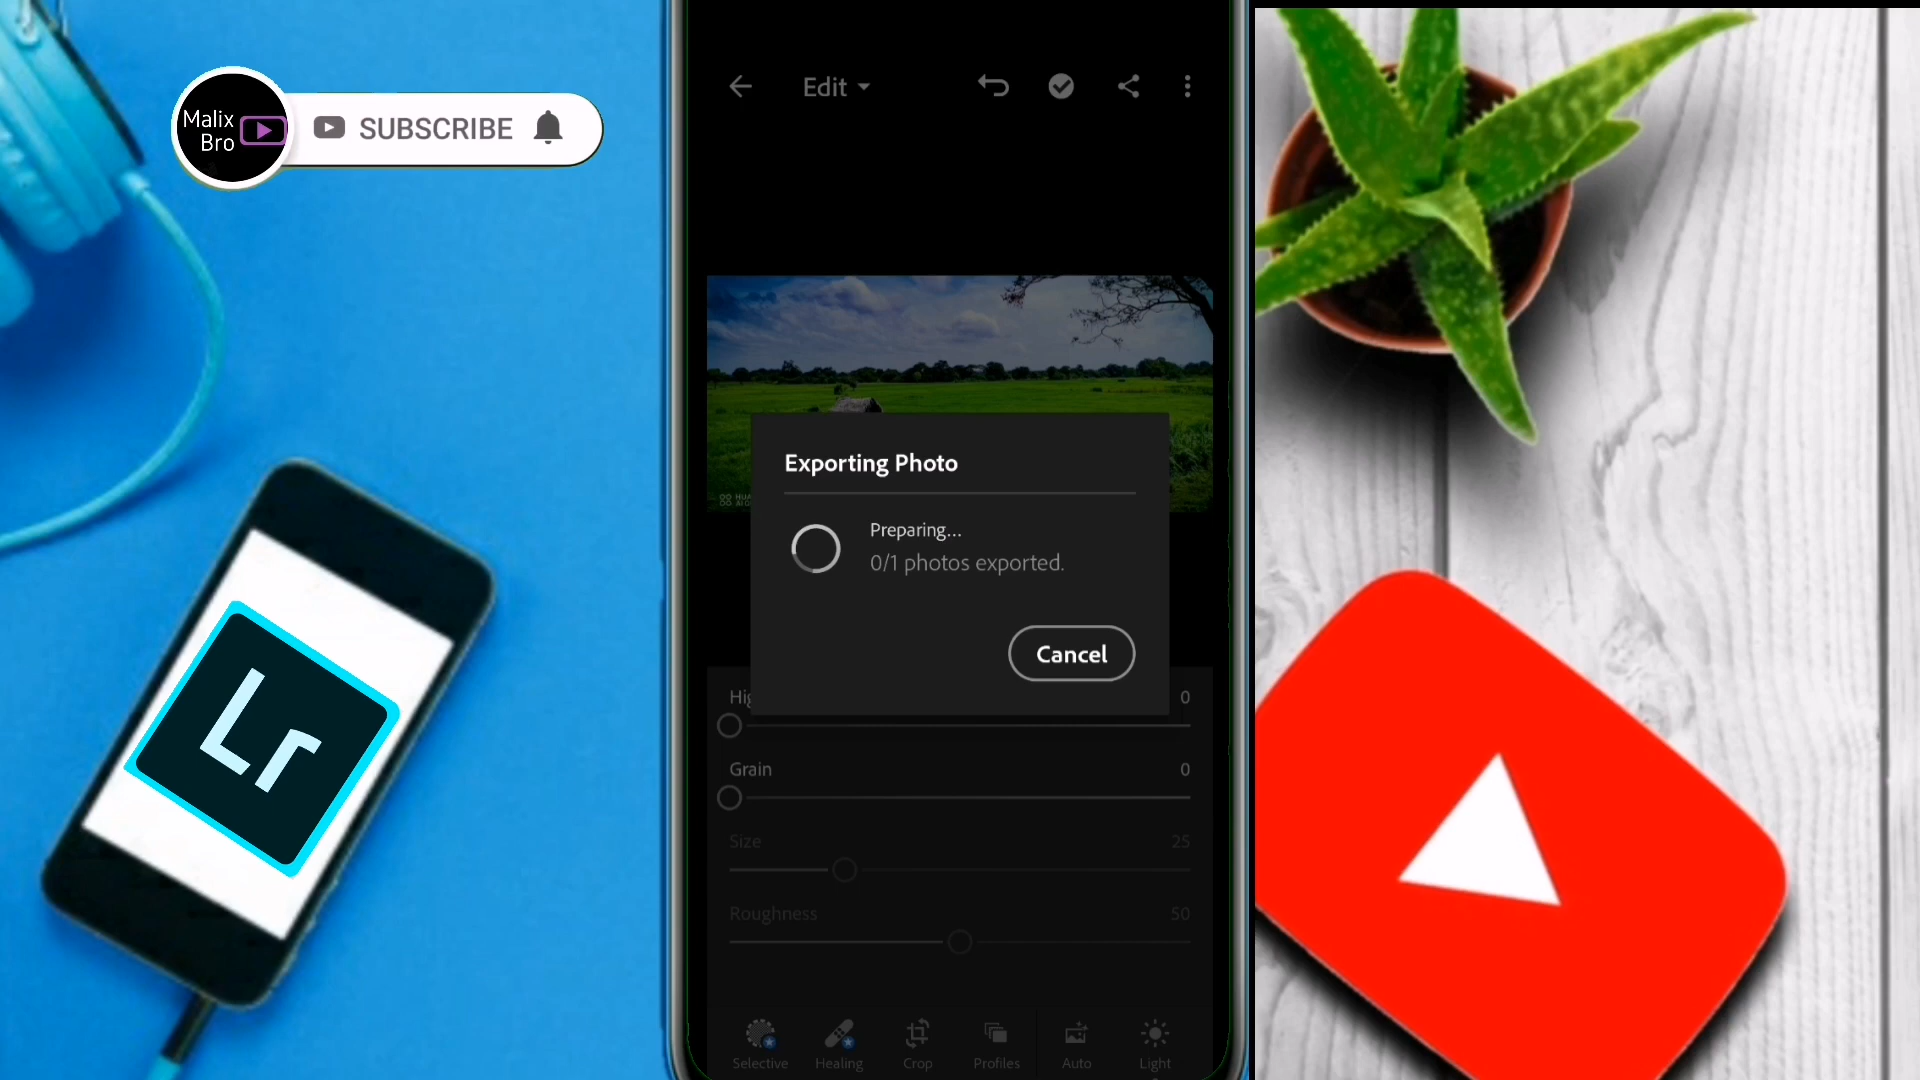 Malix
Bro
SUBSCRIBE
Edit
Exporting Photo
Preparing...
0/1 photos exported.
Cancel
0
Grain
0
Size
25
Roughness
50
Selective
Healing
Crop
Profiles
Auto
Light
Lr